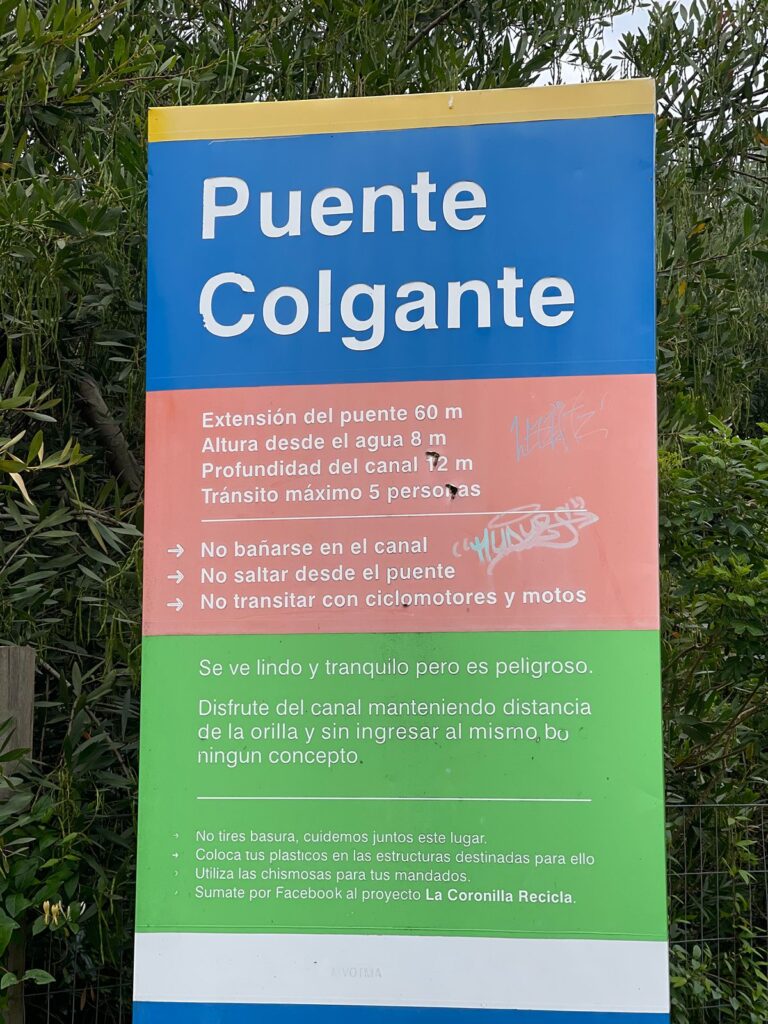 Puente
Colgante
Extensión del puente 60 m
Altura desde el agua 8 m
Profundidad del canal 12 m
Tránsito máximo 5 personas
→ No bañarse en el canal
→ No saltar desde el puente
→ No transitar con ciclomotores y motos
Se ve lindo y tranquilo pero es peligroso.
Disfrute del canal manteniendo distancia
de la orilla y sin ingresar al mismo bo
ningun concepto.
No tires basura, cuidemos juntos este lugar.
Coloca tus plasticos en las estructuras destinadas para ello
Utiliza las chismosas para tus mandados.
Sumate por Facebook al proyecto La Coronilla Recicla.